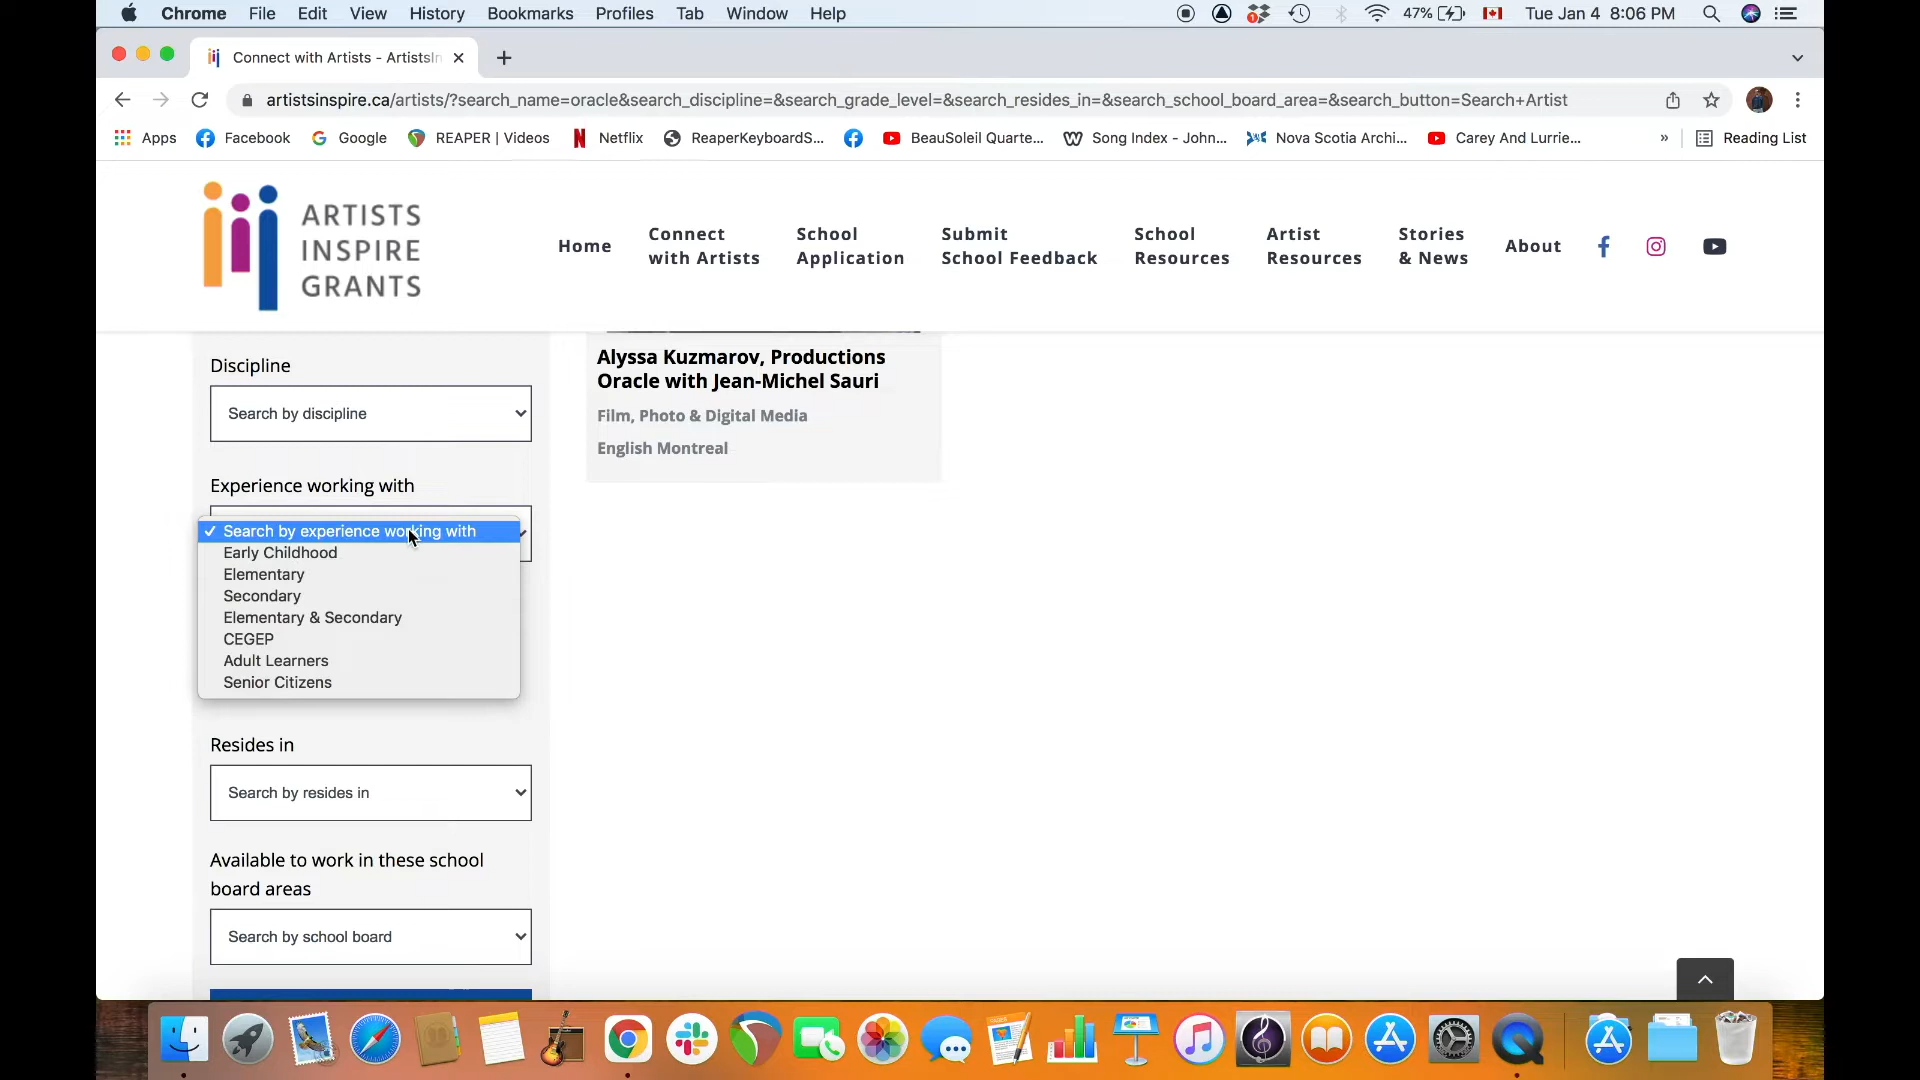 Chrome File Edit View History Bookmarks Profiles Tab Window Help 47% Tue Jan 4 8:06 PM
Connect with Artists - ArtistsIn
artistsinspire.ca/artists/?search_name=oracle&search_discipline=&search_grade_level=&search_resides_in=&search_school_board_area=&search_button=Search+Artist
Apps Facebook Google REAPER | Videos Netflix ReaperKeyboardS... BeauSoleil Quarte... Song Index - John... Nova Scotia Archi... Carey And Lurrie... » Reading List
ARTISTS
INSPIRE
GRANTS
Home
Connect
with Artists
School
Application
Submit
School Feedback
School
Resources
Artist
Resources
Stories
& News
About
Discipline
Search by discipline
Experience working with
Search by experience working with
Early Childhood
Elementary
Secondary
Elementary & Secondary
CEGEP
Adult Learners
Senior Citizens
Resides in
Search by resides in
Available to work in these school
board areas
Search by school board
Alyssa Kuzmarov, Productions
Oracle with Jean-Michel Sauri
Film, Photo & Digital Media
English Montreal